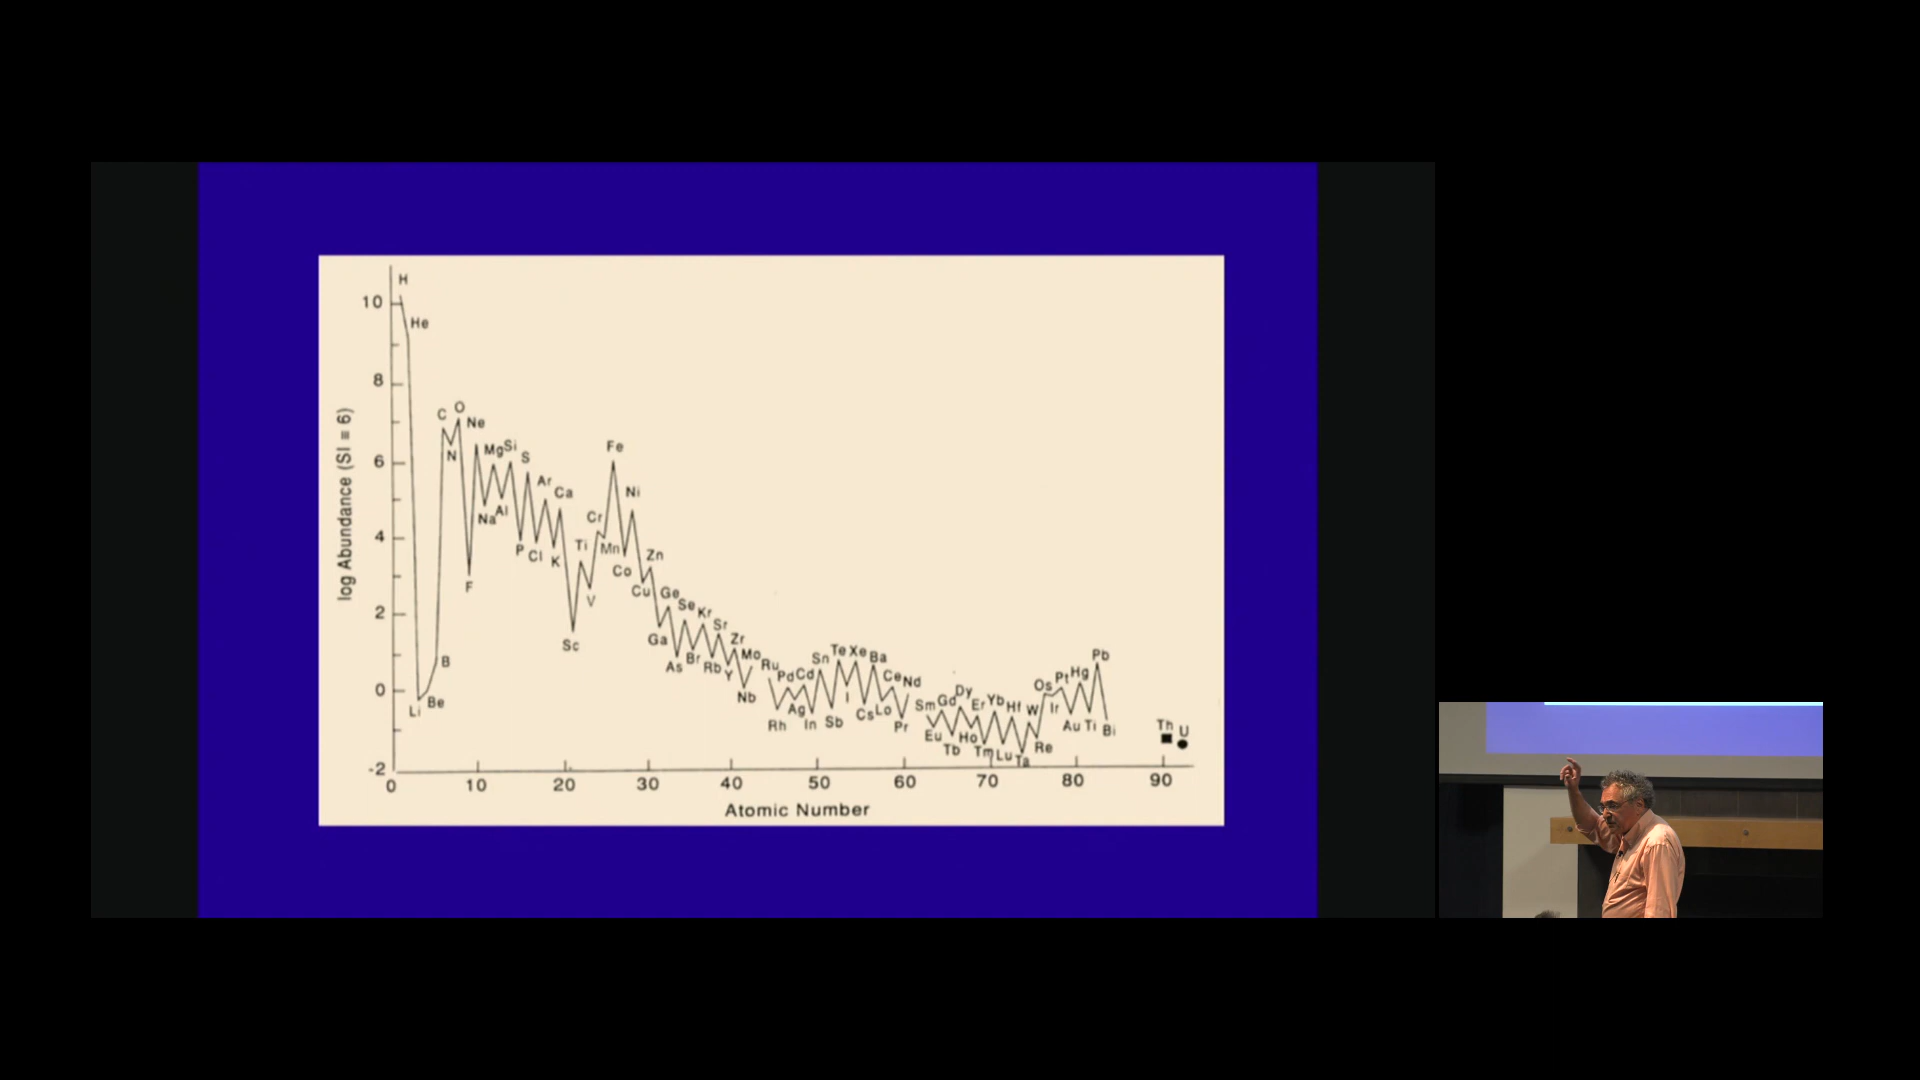 H
10
He
8
C
O
Ne
N
6
Mg
Si
S
Fe
Ar
Ca
Ni
Na
Al
4
P
Cl
K
Cr
Ti
Mn
Co
Zn
F
V
Cu
Ge
Se
Kr
Sr
2
Sc
Ga
As
Br
Rb
Y
Zr
Mo
Nb
B
Be
Li
0
Ru
Pd
Cd
Rh
Ag
In
Sn
Sb
Te
Xe
I
Ba
Cs
Lo
Ce
Nd
Pr
Sm
Eu
Gd
Tb
Dy
Ho
Er
Tm
Yb
Lu
Hf
Ta
W
Re
Os
Ir
Pt
Au
Hg
Ti
Pb
Bi
Th
U
-2
0 10 20 30 40 50 60 70 80 90
Atomic Number
log Abundance (SI ≡ 6)